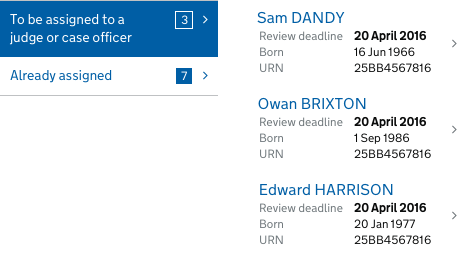 To be assigned to a
judge or case officer
3
Already assigned
7
Sam DANDY
Review deadline 20 April 2016
Born 16 Jun 1966
URN 25BB4567816
Owan BRIXTON
Review deadline 20 April 2016
Born 1 Sep 1986
URN 25BB4567816
Edward HARRISON
Review deadline 20 April 2016
Born 20 Jan 1977
URN 25BB4567816